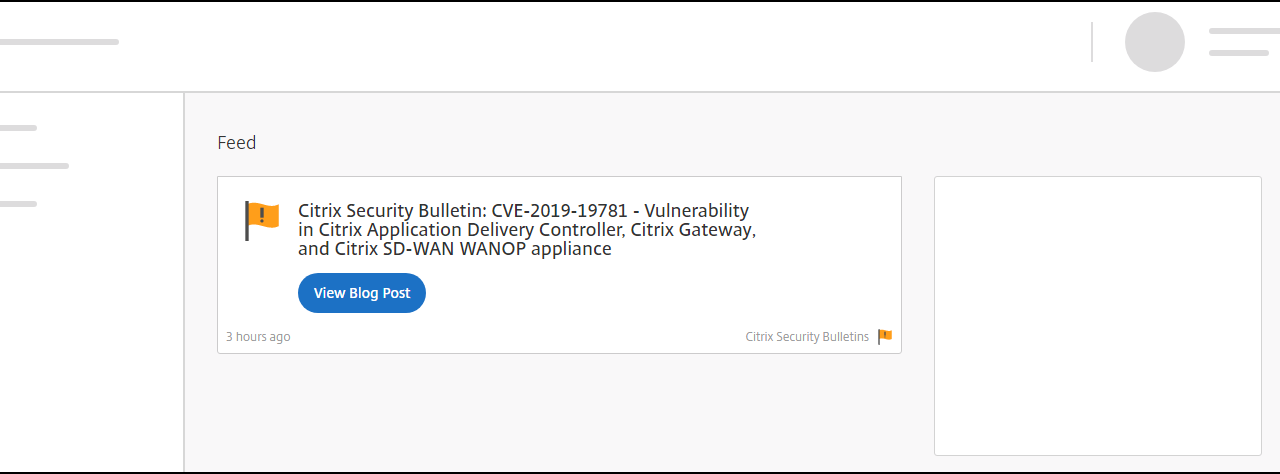 Feed
Citrix Security Bulletin: CVE-2019-19781 - Vulnerability
in Citrix Application Delivery Controller, Citrix Gateway,
and Citrix SD-WAN WANOP appliance
View Blog Post
3 hours ago
Citrix Security Bulletins